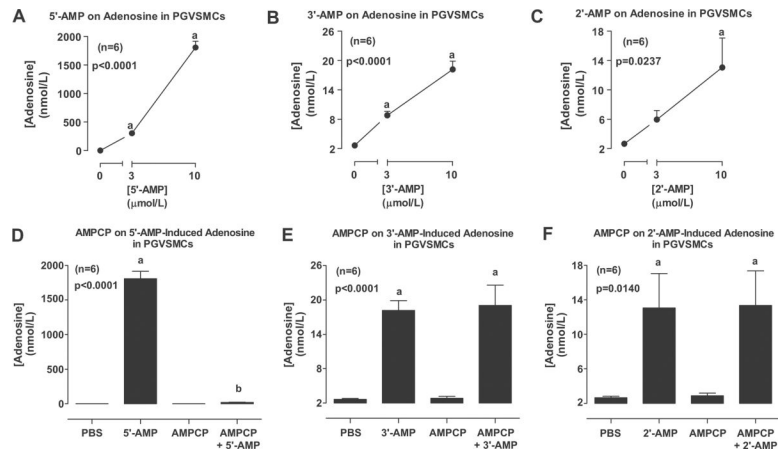 A
5'-AMP on Adenosine in PGVSMCs
[Adenosine]
(nmol/L)
2000
1500
1000
500
0
(n=6)
p<0.0001
a
a
0
3
10
[5'-AMP]
(μmol/L)
B
3'-AMP on Adenosine in PGVSMCs
[Adenosine]
(nmol/L)
26
20
14
8
2
(n=6)
p<0.0001
a
a
0
3
10
[3'-AMP]
(μmol/L)
C
2'-AMP on Adenosine in PGVSMCs
[Adenosine]
(nmol/L)
18
14
10
6
2
(n=6)
p=0.0237
a
0
3
10
[2'-AMP]
(μmol/L)
D
AMPCP on 5'-AMP-Induced Adenosine
in PGVSMCs
[Adenosine]
(nmol/L)
2000
1500
1000
500
0
(n=6)
p<0.0001
a
b
PBS
5'-AMP
AMPCP
AMPCP
+ 5'-AMP
E
AMPCP on 3'-AMP-Induced Adenosine
in PGVSMCs
[Adenosine]
(nmol/L)
26
20
14
8
2
(n=6)
p<0.0001
a
a
PBS
3'-AMP
AMPCP
AMPCP
+ 3'-AMP
F
AMPCP on 2'-AMP-Induced Adenosine
in PGVSMCs
[Adenosine]
(nmol/L)
18
14
10
6
2
(n=6)
p=0.0140
a
a
PBS
2'-AMP
AMPCP
AMPCP
+ 2'-AMP